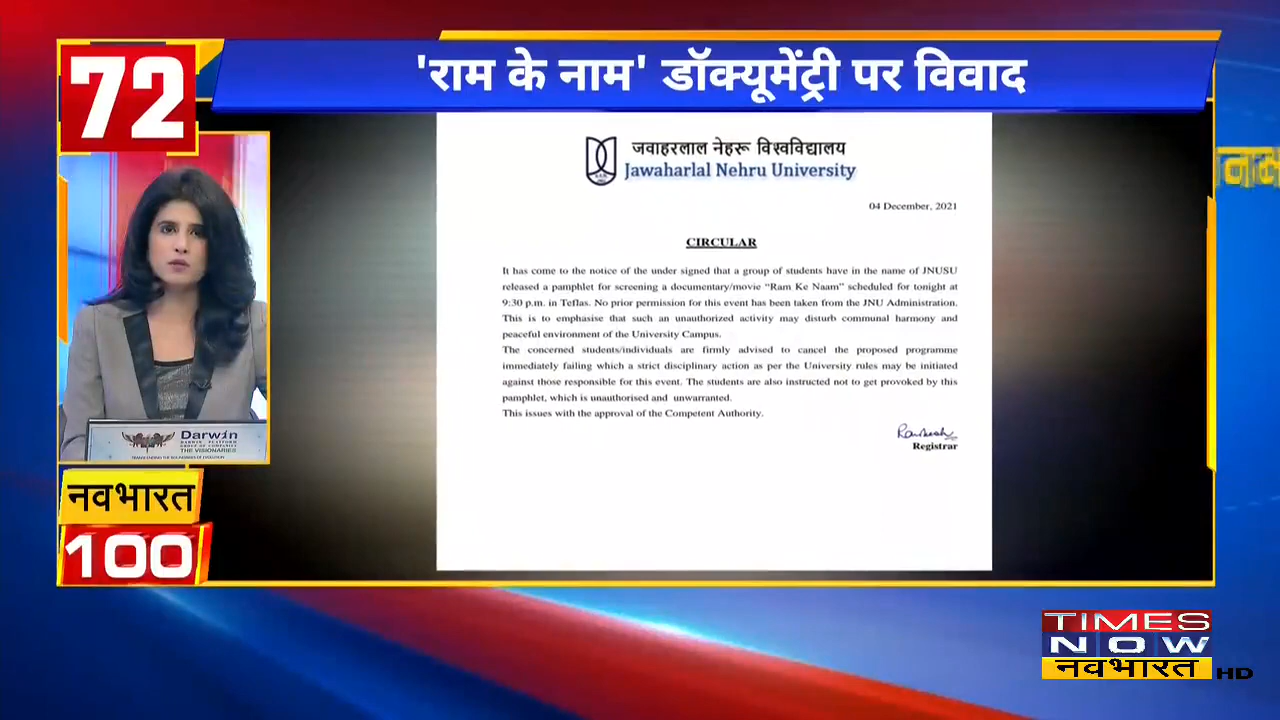 72
'राम के नाम' डॉक्यूमेंट्री पर विवाद
जवाहरलाल नेहरू विश्वविद्यालय
Jawaharlal Nehru University
04 December, 2021
CIRCULAR
It has come to the notice of the under signed that a group of students have in the name of JNUSU
released a pamphlet for screening a documentary/movie “Ram Ke Naam” scheduled for tonight at
9:30 p.m. in Teflas. No prior permission for this event has been taken from the JNU Administration.
This is to emphasise that such an unauthorized activity may disturb communal harmony and
peaceful environment of the University Campus.
The concerned students/individuals are firmly advised to cancel the proposed programme
immediately failing which a strict disciplinary action as per the University rules may be initiated
against those responsible for this event. The students are also instructed not to get provoked by this
pamphlet, which is unauthorised and unwarranted.
This issues with the approval of the Competent Authority.
Registrar
Darwin
DARWIN PLATFORM
GROUP OF COMPANIES
THE VISIONARIES
नवभारत
100
TIMES
NOW
नवभारत HD